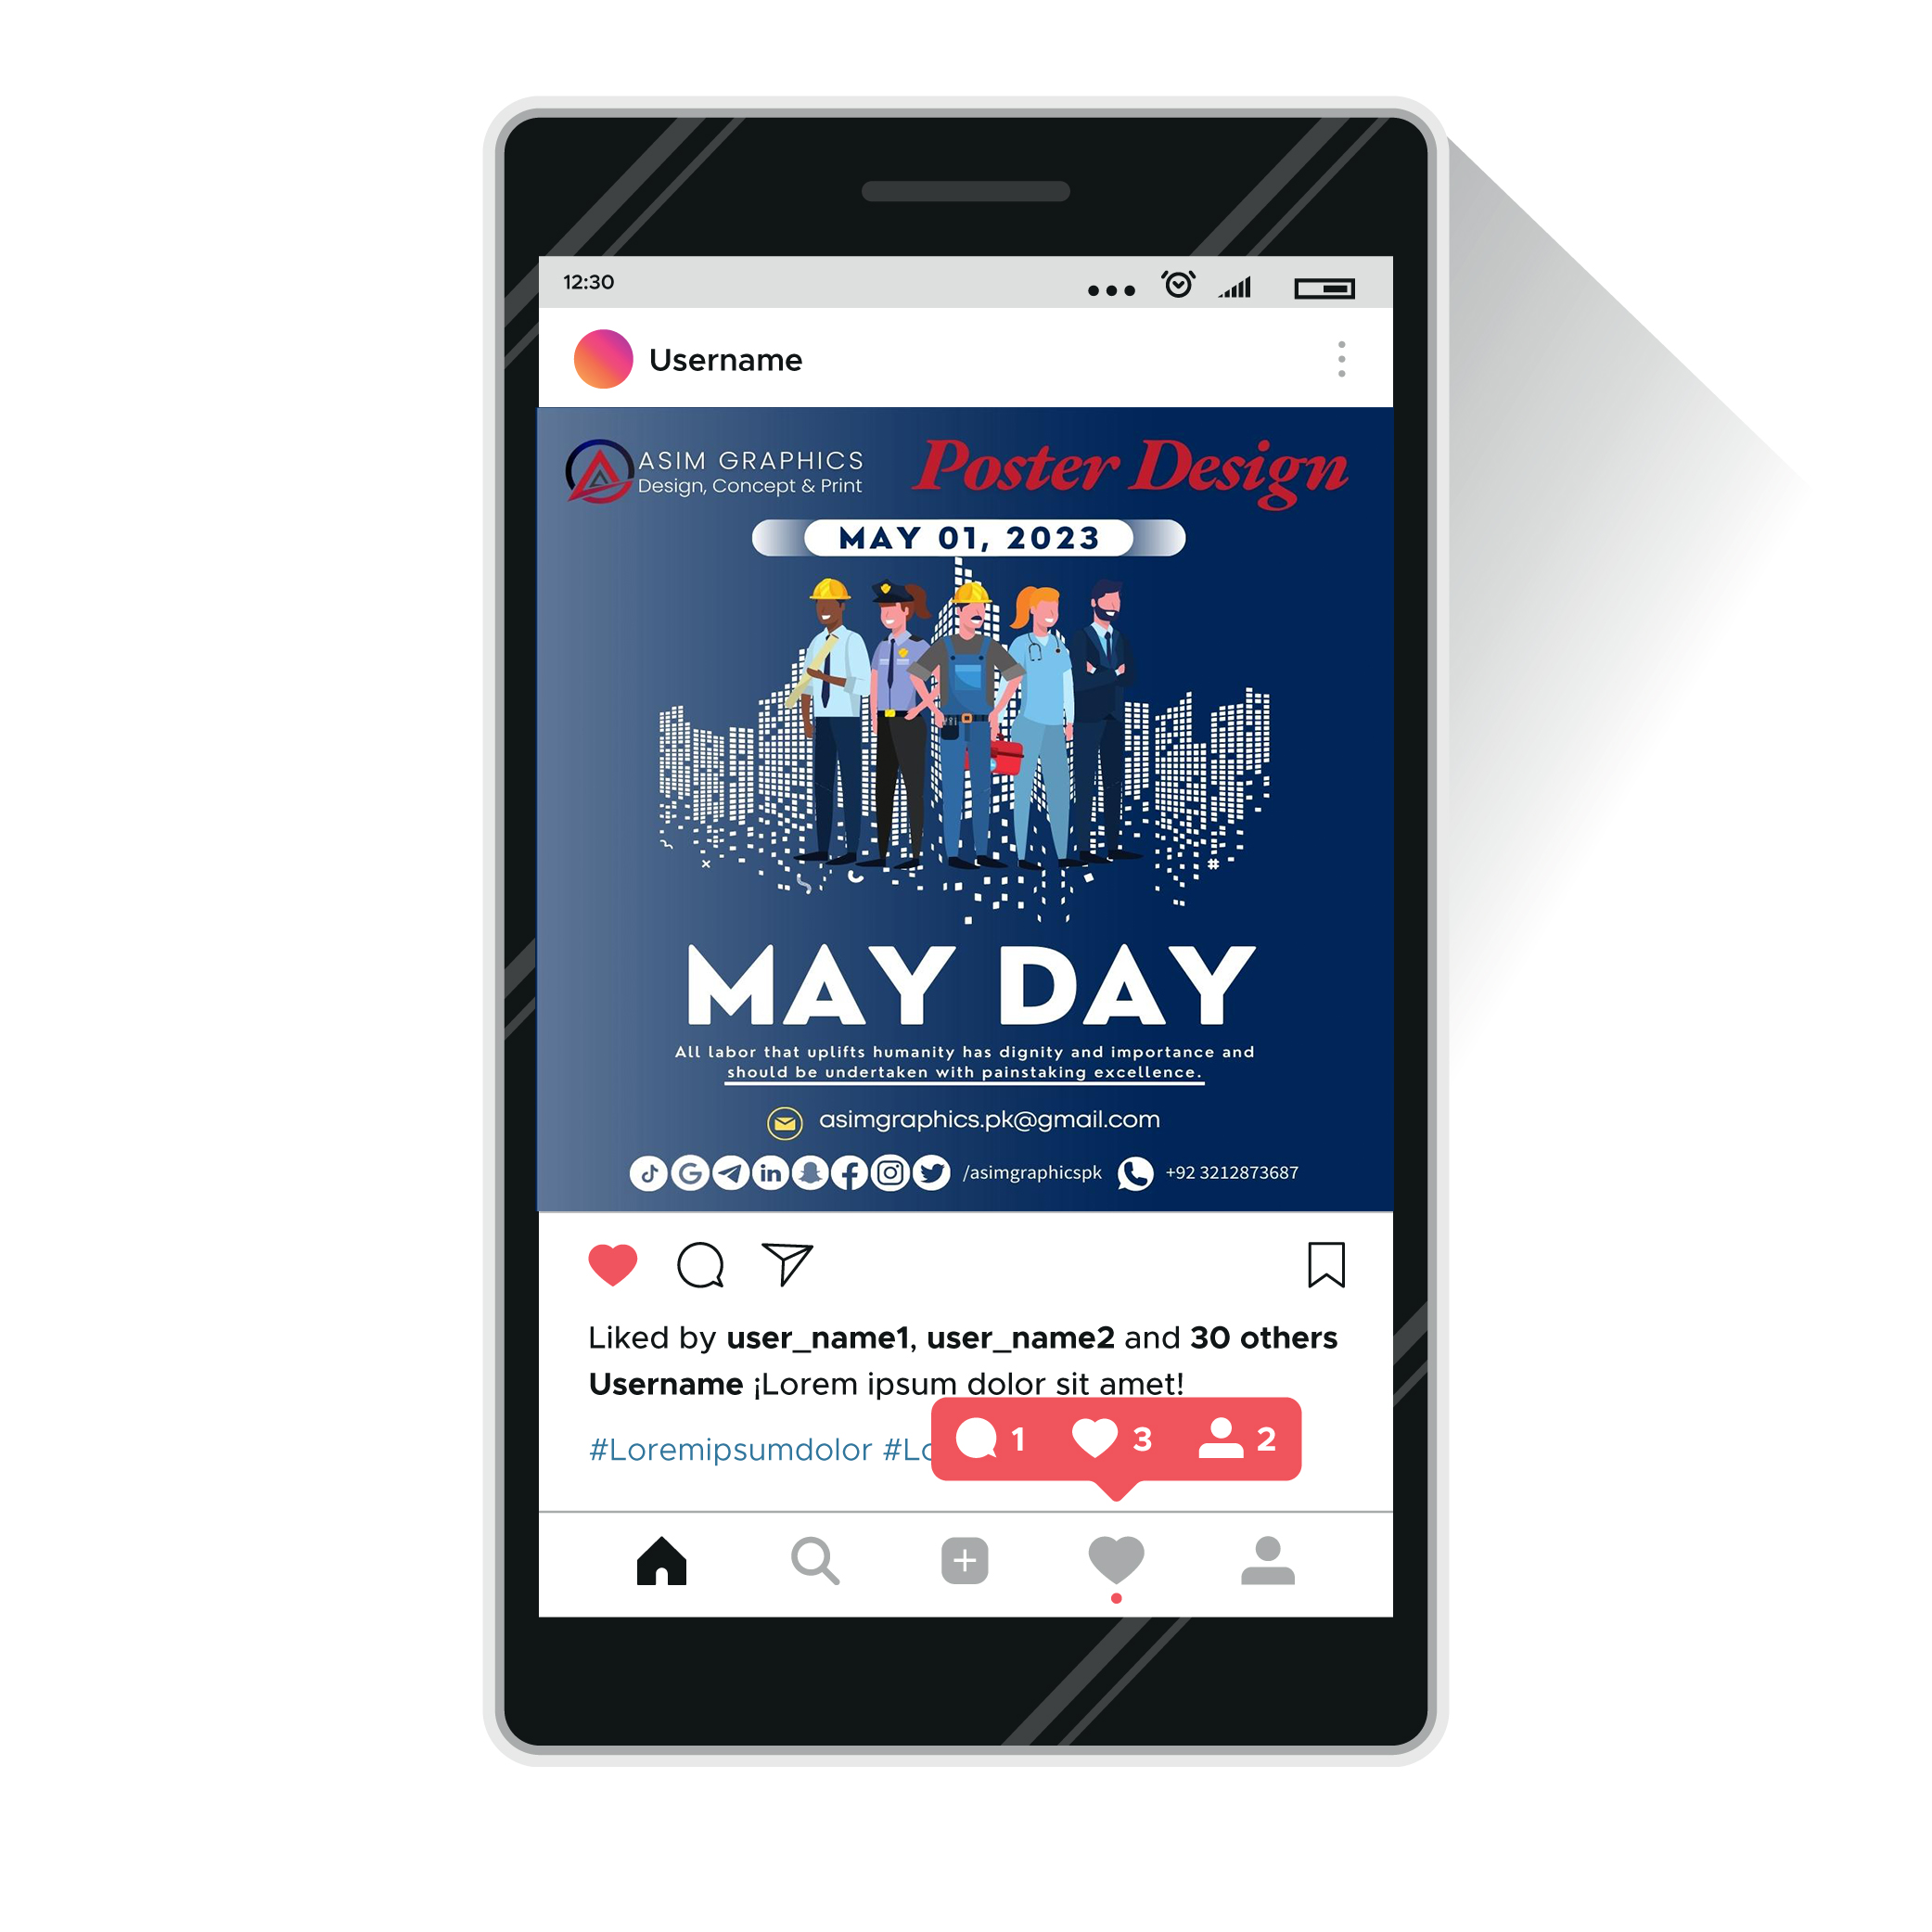 12:30
Username
ASIM GRAPHICS
Design, Concept & Print
Poster Design
MAY 01, 2023
MAY DAY
All labor that uplifts humanity has dignity and importance and
should be undertaken with painstaking excellence.
asimgraphics.pk@gmail.com
/asimgraphicspk +92 3212873687
Liked by user_name1, user_name2 and 30 others
Username ¡Lorem ipsum dolor sit amet!
#Loremipsumdolor #Lo
1 3 2